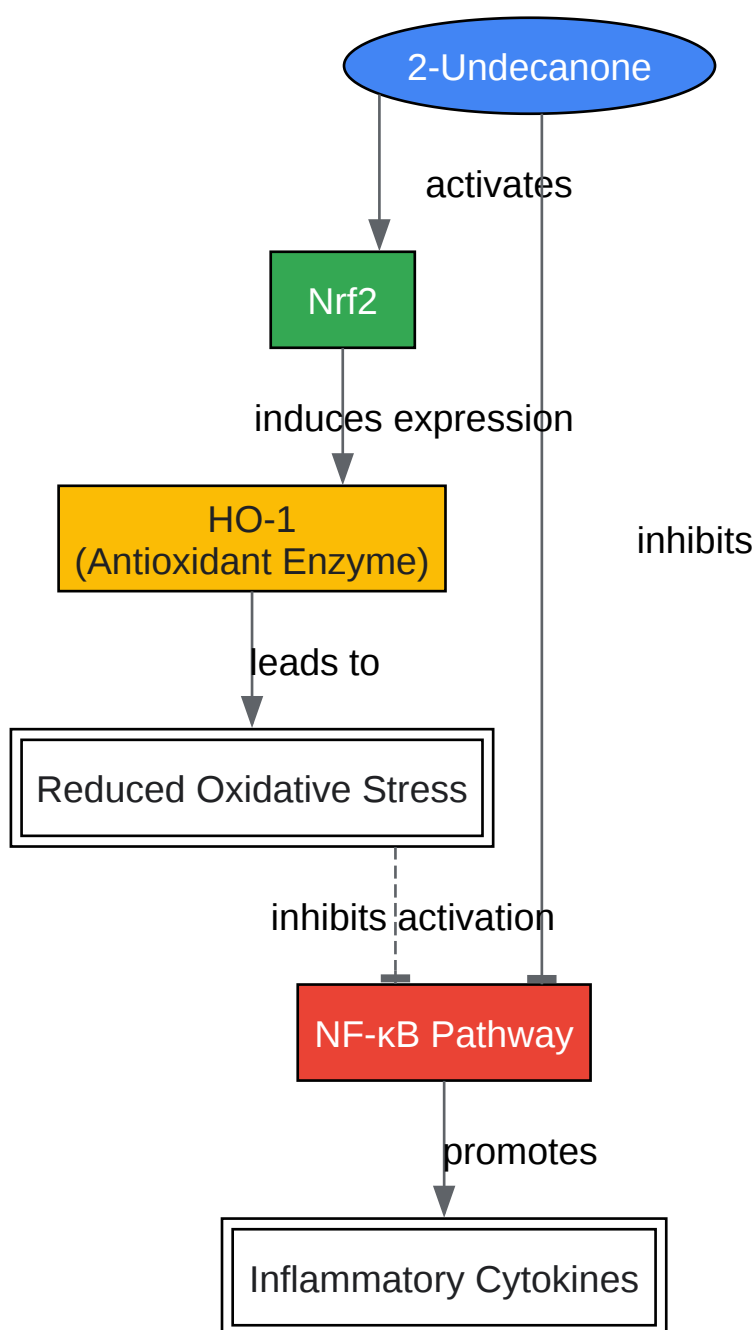 2-Undecanone
activates
Nrf2
induces expression
HO-1
(Antioxidant Enzyme)
inhibits
leads to
Reduced Oxidative Stress
inhibits activation
NF-κB Pathway
promotes
Inflammatory Cytokines